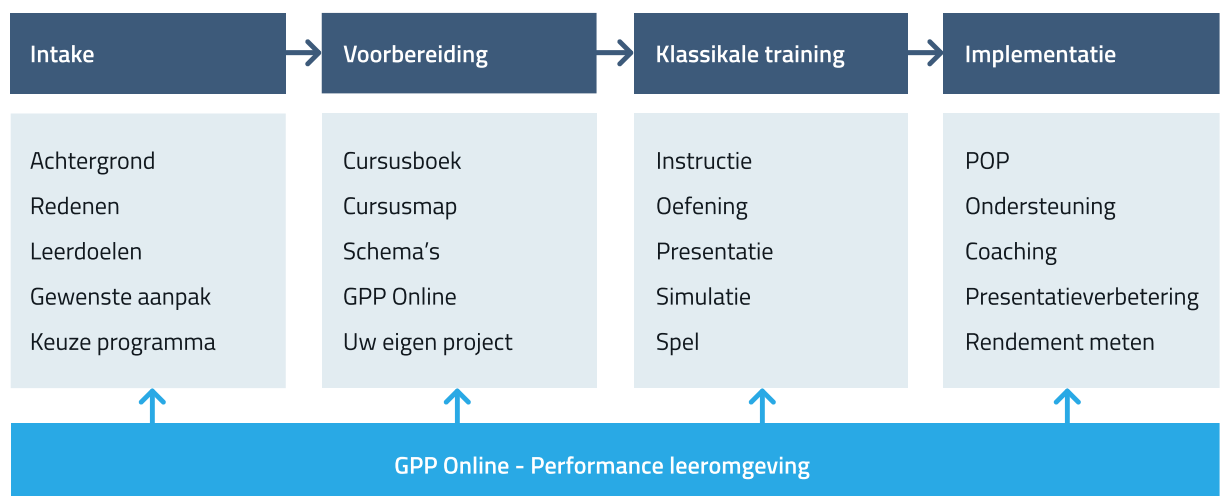 Intake
Voorbereiding
Klassikale training
Implementatie
Achtergrond
Redenen
Leerdoelen
Gewenste aanpak
Keuze programma
Cursusboek
Cursusmap
Schema’s
GPP Online
Uw eigen project
Instructie
Oefening
Presentatie
Simulatie
Spel
POP
Ondersteuning
Coaching
Presentatieverbetering
Rendement meten
GPP Online - Performance leeromgeving